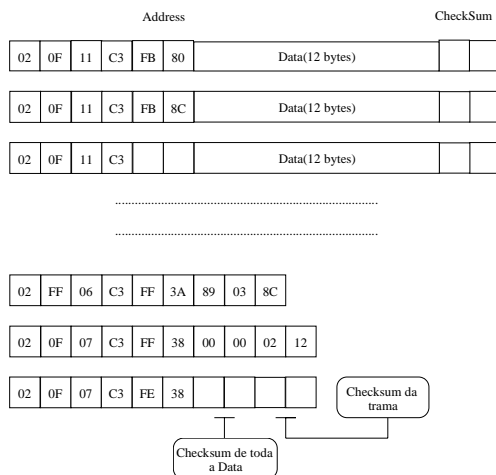 Address CheckSum
02 0F 11 C3 FB 80 Data(12 bytes)
02 0F 11 C3 FB 8C Data(12 bytes)
02 0F 11 C3 Data(12 bytes)
................................................................................
................................................................................
02 FF 06 C3 FF 3A 89 03 8C
02 0F 07 C3 FF 38 00 00 02 12
02 0F 07 C3 FE 38
Checksum da
trama
Checksum de toda
a Data